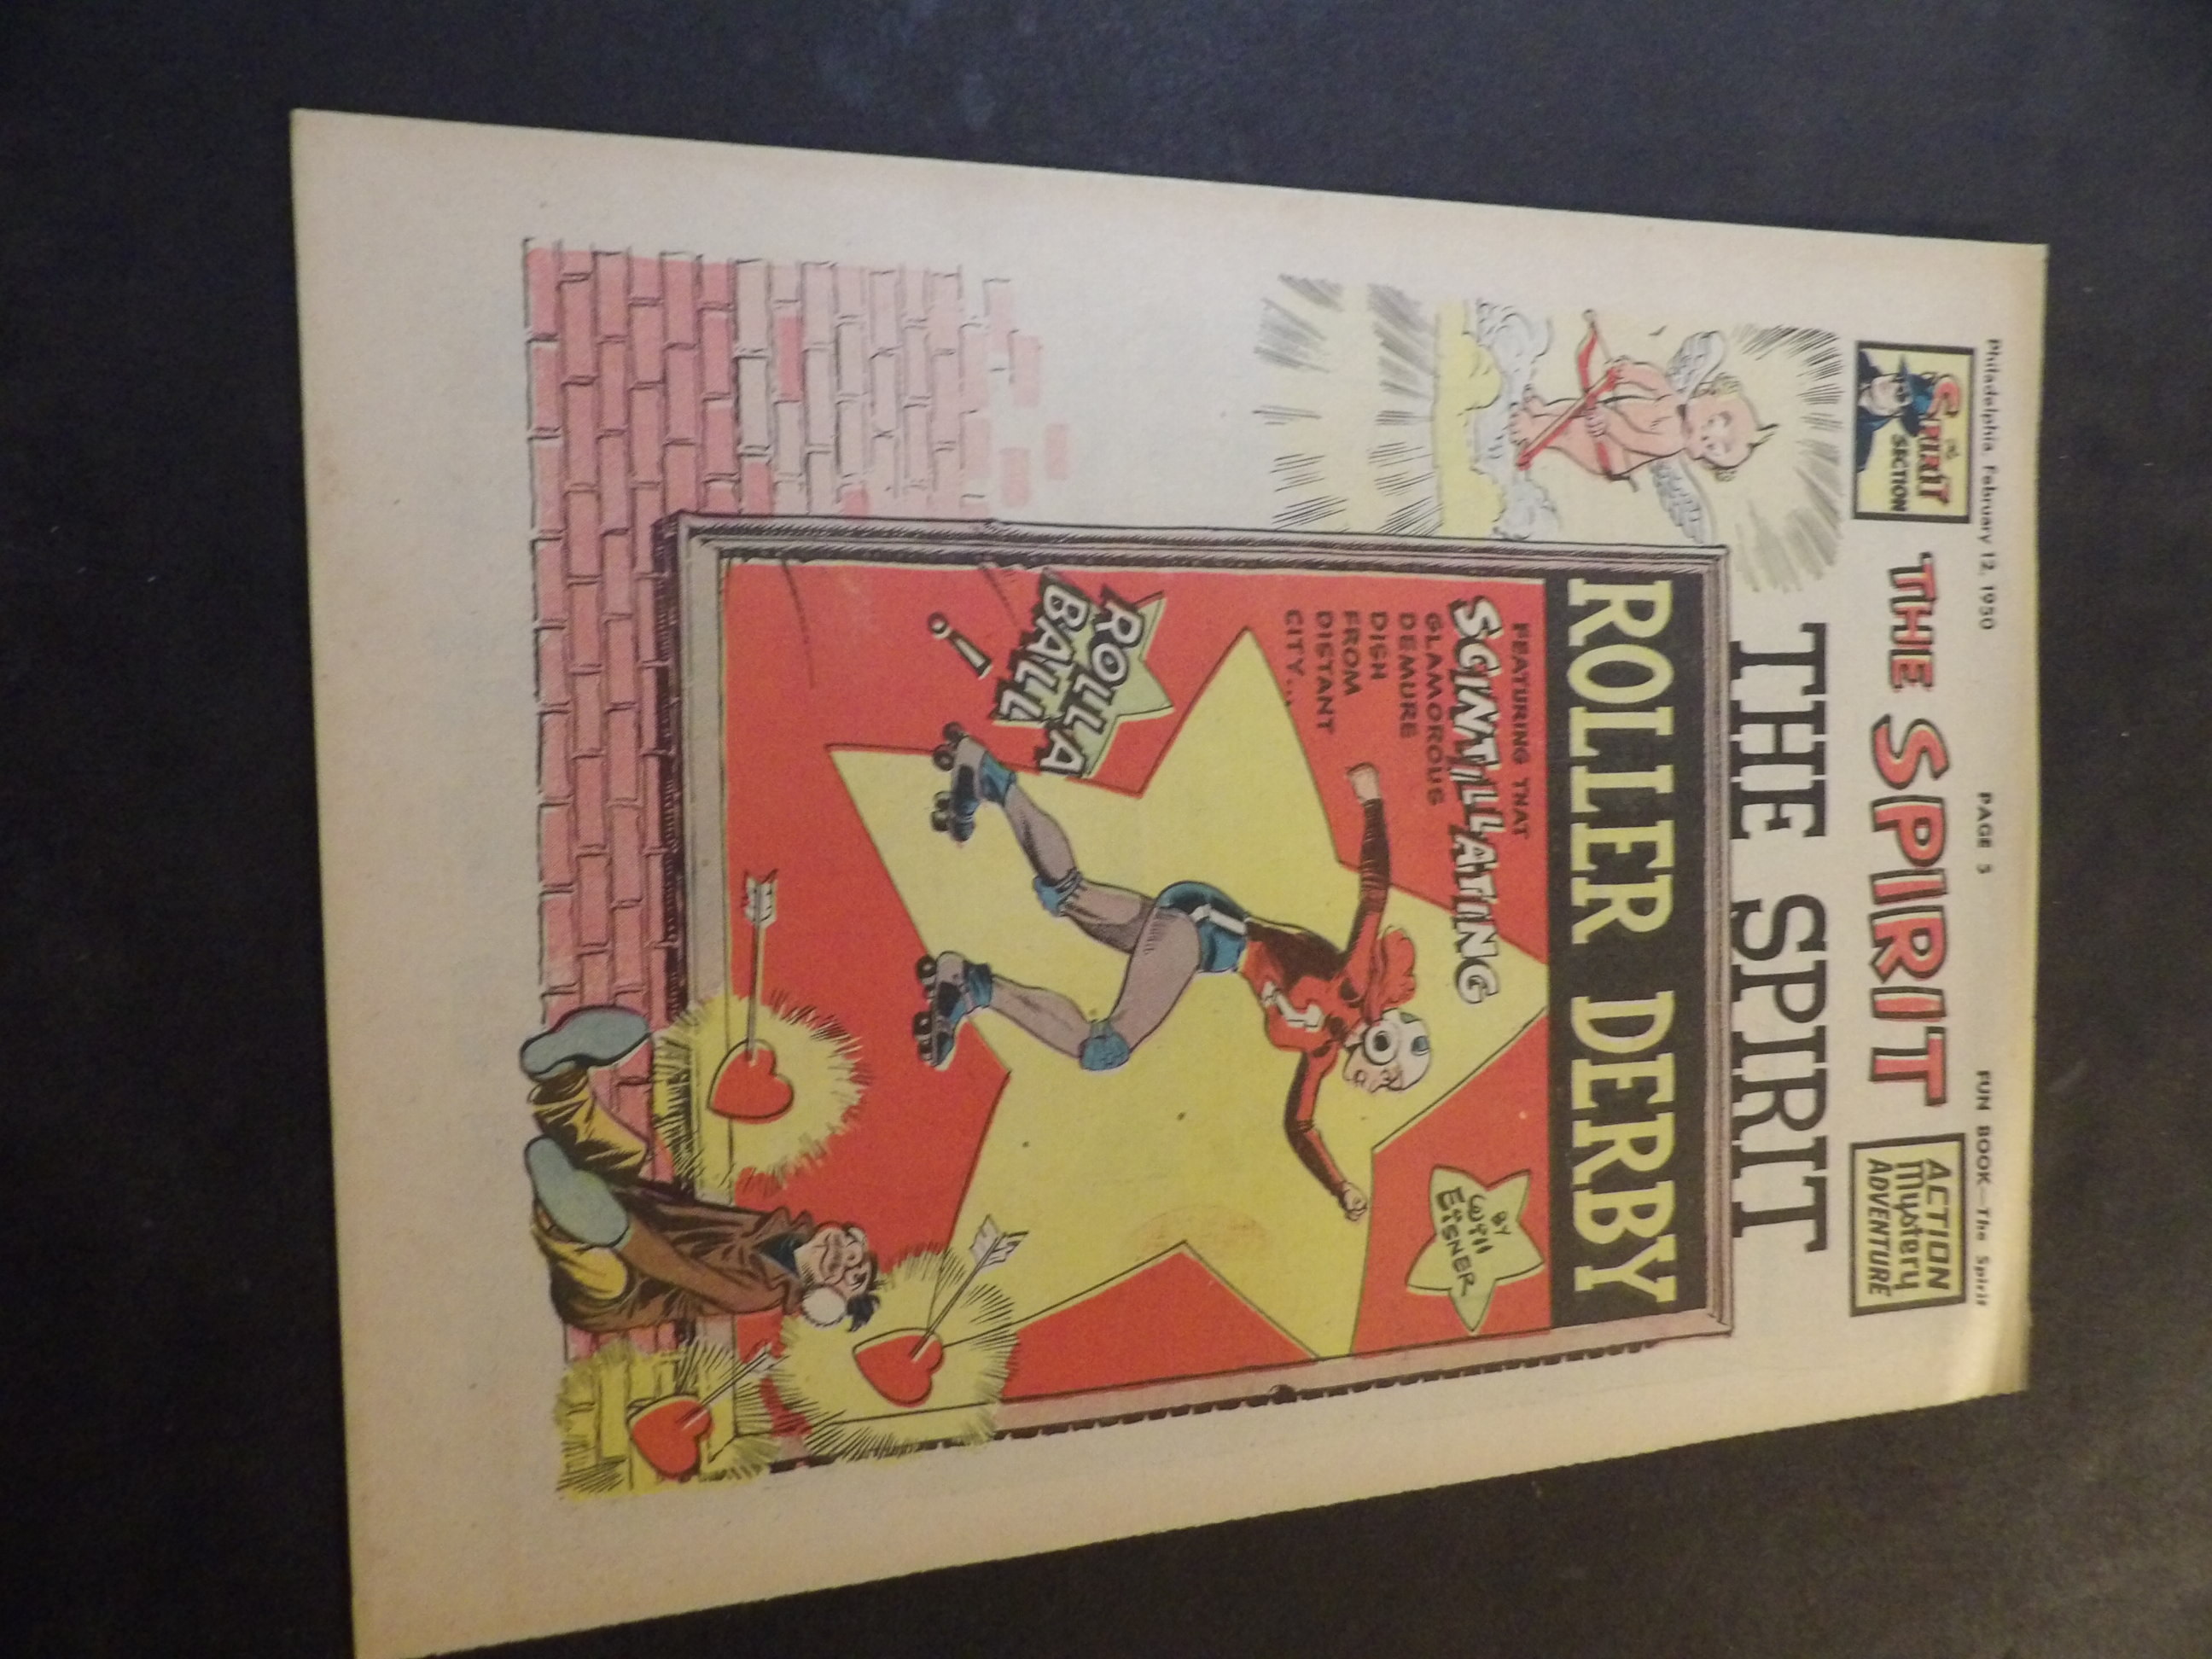 Philadelphia February 12, 1950
PAGE 5
FUN BOOK—The Spirit
THE
SPIRIT
SECTION
THE SPIRIT
ACTION
Mystery
ADVENTURE
THE SPIRIT
ROLLER DERBY
FEATURING THAT
SCINTILLATING
GLAMOROUS
DEMURE
DISH
FROM
DISTANT
CITY...
ROLLA
BALL
!
BY
Will
EISNER